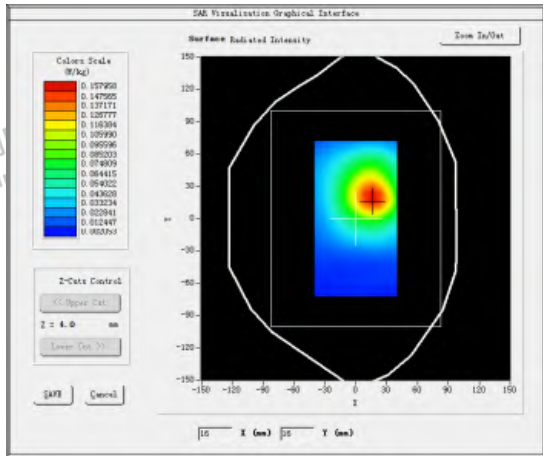 SAR Visualisation Graphical Interface
Surface Radiated Intensity
Zoom In/Out
Colors Scale
(W/kg)
0.157958
0.147565
0.137171
0.126777
0.116384
0.105990
0.095596
0.085203
0.074809
0.064415
0.054022
0.043628
0.033234
0.022841
0.012447
0.002053
150
120
90
60
30
0
-30
-60
-90
-120
-150
Y
-150 -120 -90 -60 -30 0 30 60 90 120 150
X
Z-Cuts Control
<< Upper Cut
Z = 4.0 mm
Lower Cut >>
SAVE Cancel
16 X (mm) 16 Y (mm)